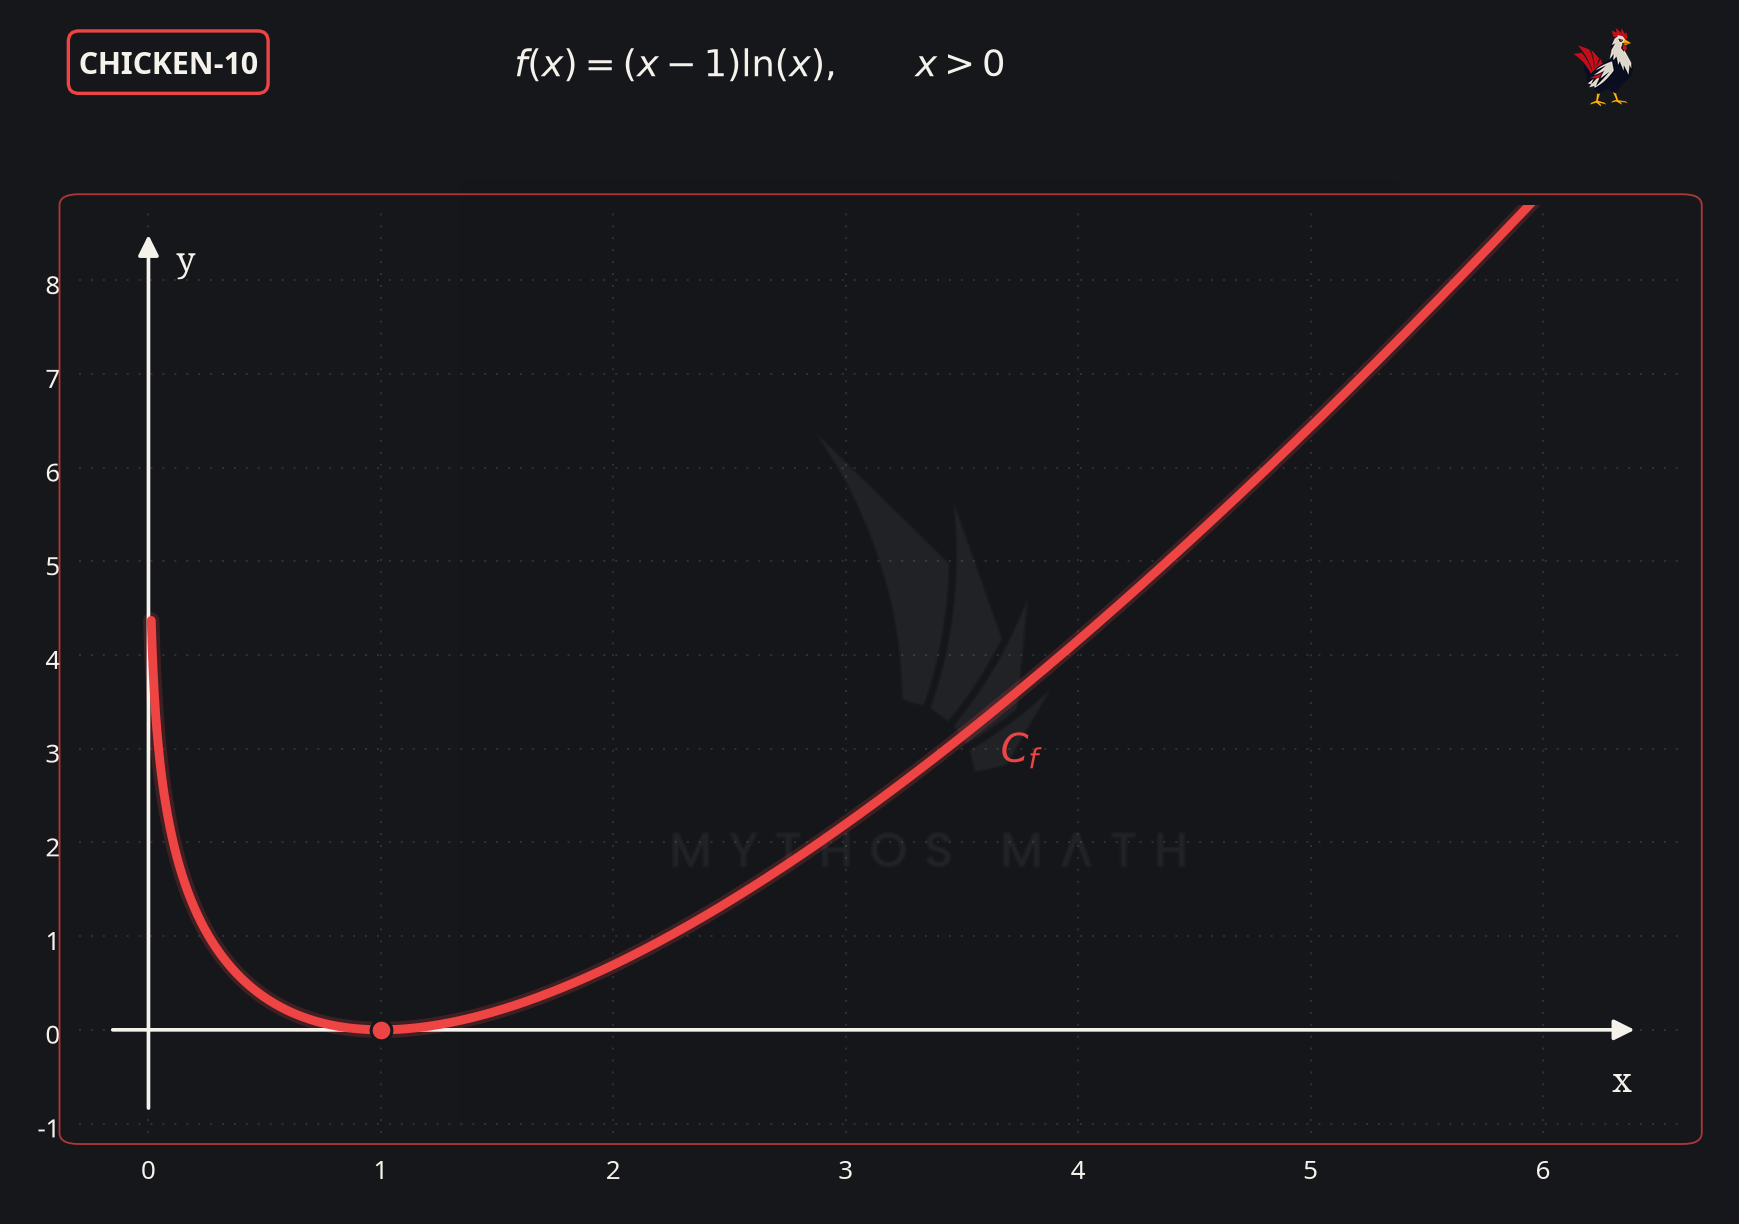 CHICKEN-10
f(x) = (x − 1)ln(x), x > 0
y
8
7
6
5
4
3
2
1
0
-1
C_f
MYTHOS MΛTH
x
0 1 2 3 4 5 6